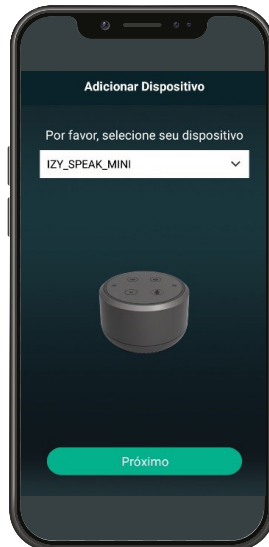 Adicionar Dispositivo
Por favor, selecione seu dispositivo
IZY_SPEAK_MINI
Próximo